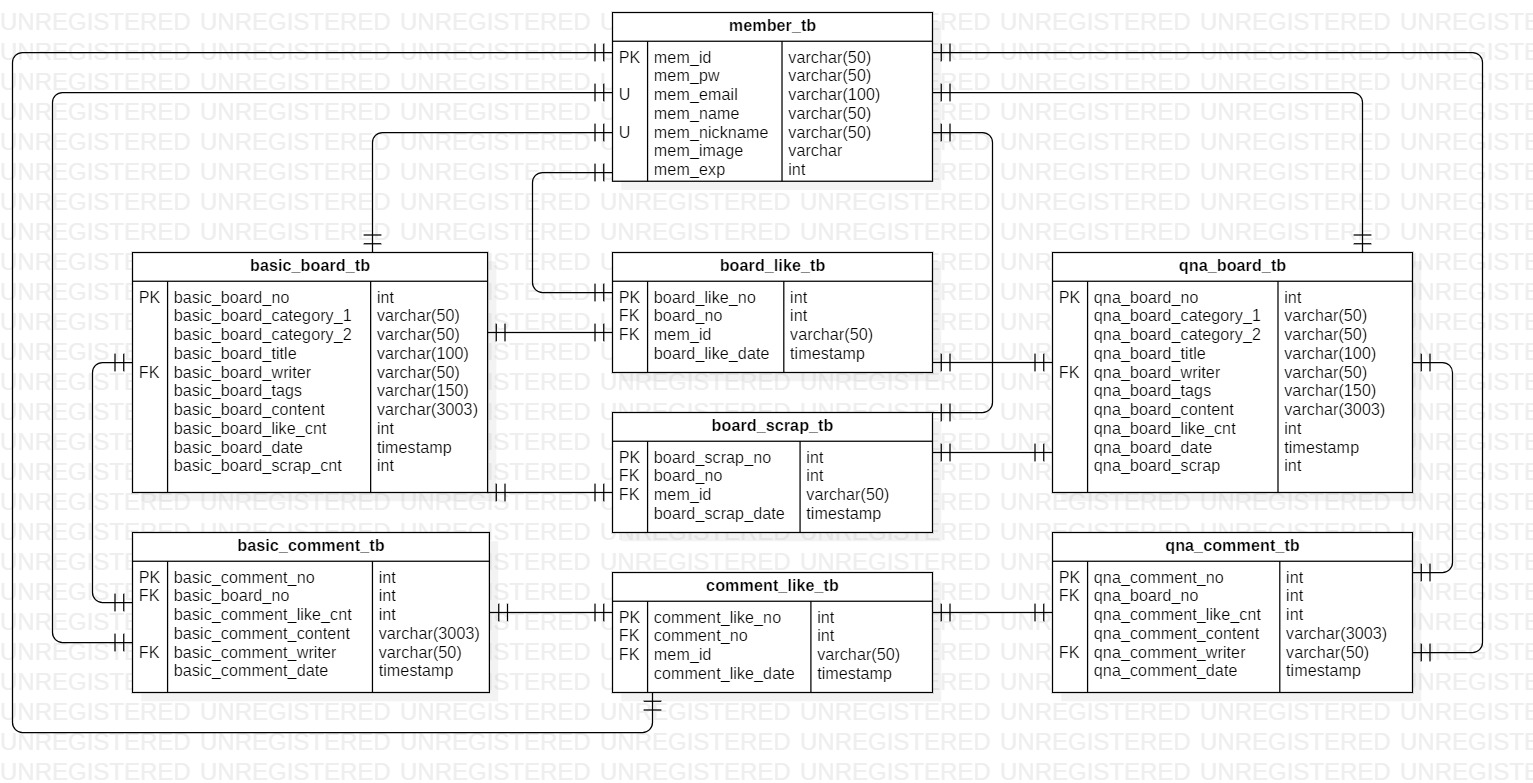 member_tb
PK mem_id varchar(50)
mem_pw varchar(50)
U mem_email varchar(100)
mem_name varchar(50)
U mem_nickname varchar(50)
mem_image varchar
mem_exp int
basic_board_tb
PK basic_board_no int
basic_board_category_1 varchar(50)
basic_board_category_2 varchar(50)
basic_board_title varchar(100)
FK basic_board_writer varchar(50)
basic_board_tags varchar(150)
basic_board_content varchar(3003)
basic_board_like_cnt int
basic_board_date timestamp
basic_board_scrap_cnt int
board_like_tb
PK board_like_no int
FK board_no int
FK mem_id varchar(50)
board_like_date timestamp
qna_board_tb
PK qna_board_no int
qna_board_category_1 varchar(50)
qna_board_category_2 varchar(50)
qna_board_title varchar(100)
FK qna_board_writer varchar(50)
qna_board_tags varchar(150)
qna_board_content varchar(3003)
qna_board_like_cnt int
qna_board_date timestamp
qna_board_scrap int
board_scrap_tb
PK board_scrap_no int
FK board_no int
FK mem_id varchar(50)
board_scrap_date timestamp
basic_comment_tb
PK basic_comment_no int
FK basic_board_no int
basic_comment_like_cnt int
basic_comment_content varchar(3003)
FK basic_comment_writer varchar(50)
basic_comment_date timestamp
comment_like_tb
PK comment_like_no int
FK comment_no int
FK mem_id varchar(50)
comment_like_date timestamp
qna_comment_tb
PK qna_comment_no int
FK qna_board_no int
qna_comment_like_cnt int
qna_comment_content varchar(3003)
FK qna_comment_writer varchar(50)
qna_comment_date timestamp
UNREGISTERED UNREGISTERED UNREGISTERED UNREGISTERED UNREGISTERED UNREGISTERED UNREGISTERED